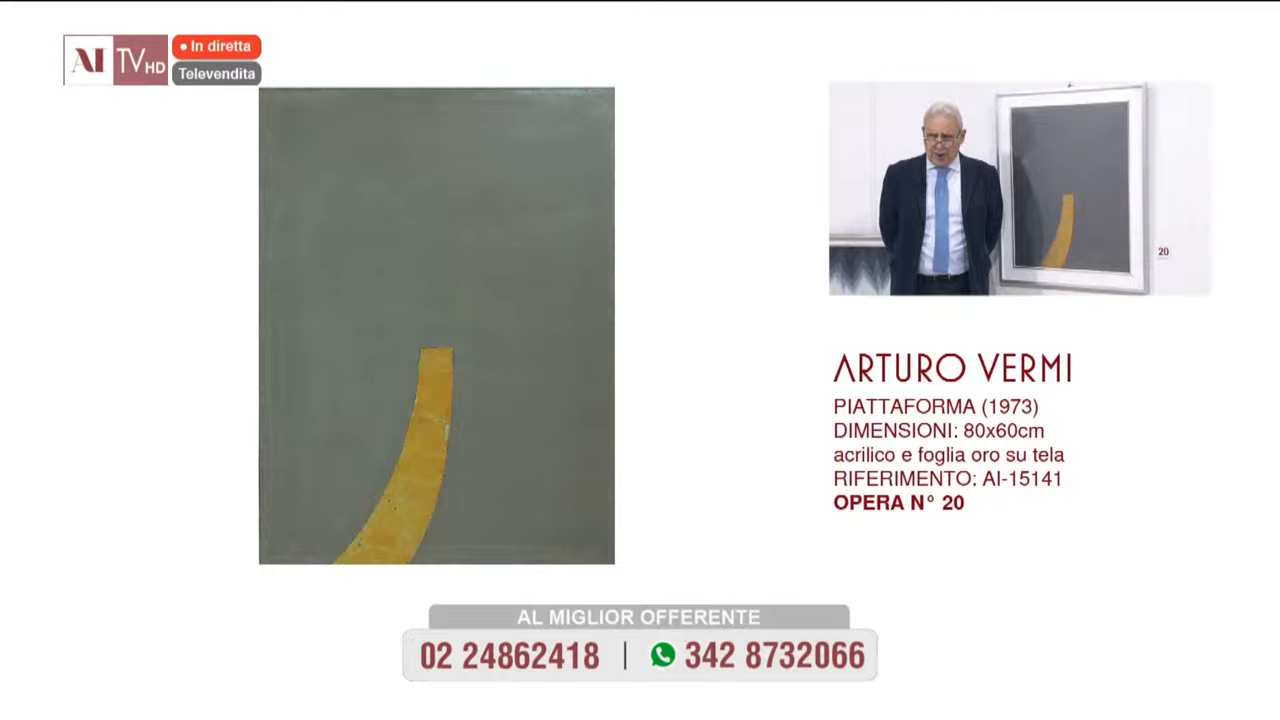 AI TV HD
● In diretta
Televendita
20
ARTURO VERMI
PIATTAFORMA (1973)
DIMENSIONI: 80x60cm
acrilico e foglia oro su tela
RIFERIMENTO: AI-15141
OPERA N° 20
AL MIGLIOR OFFERENTE
02 24862418 | 342 8732066